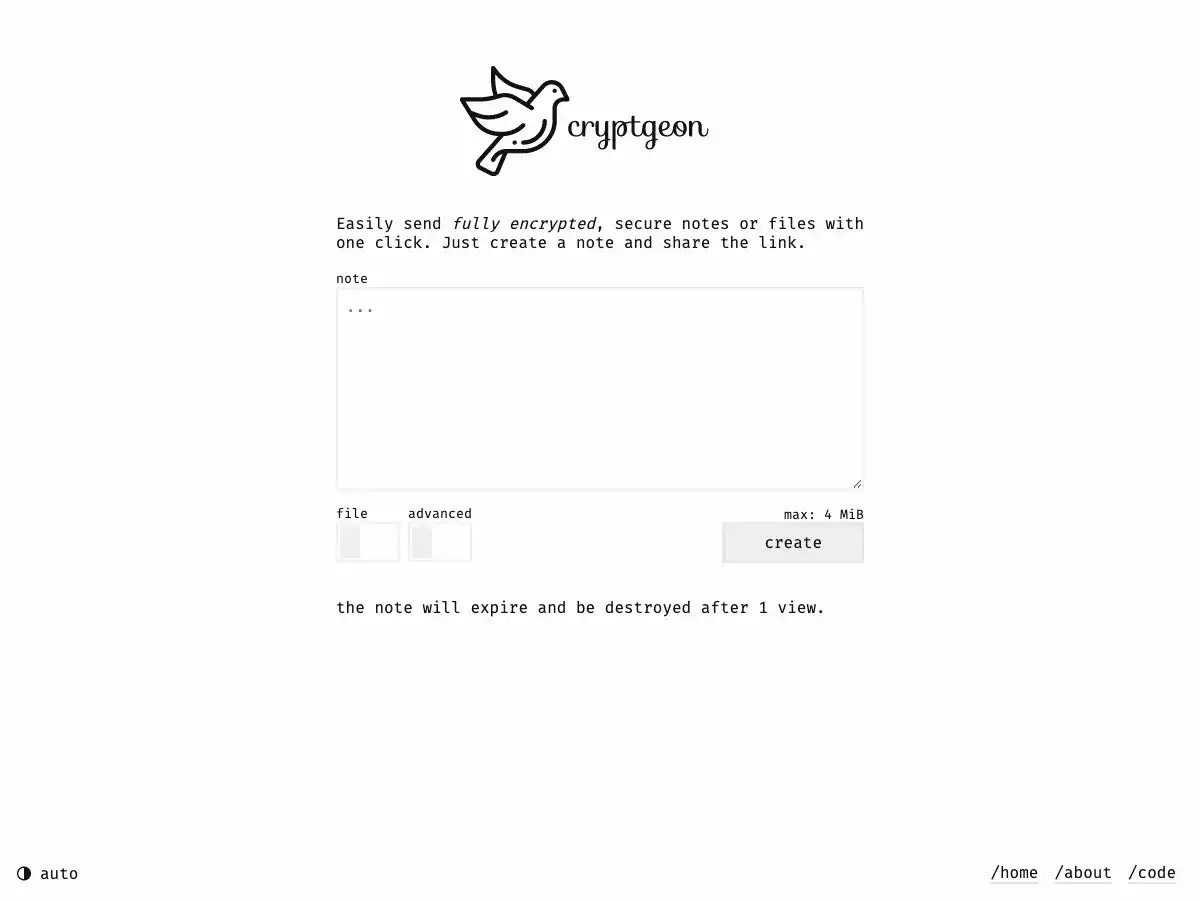 cryptgeon
Easily send fully encrypted, secure notes or files with
one click. Just create a note and share the link.
note
...
file advanced max: 4 MiB
create
the note will expire and be destroyed after 1 view.
auto /home /about /code